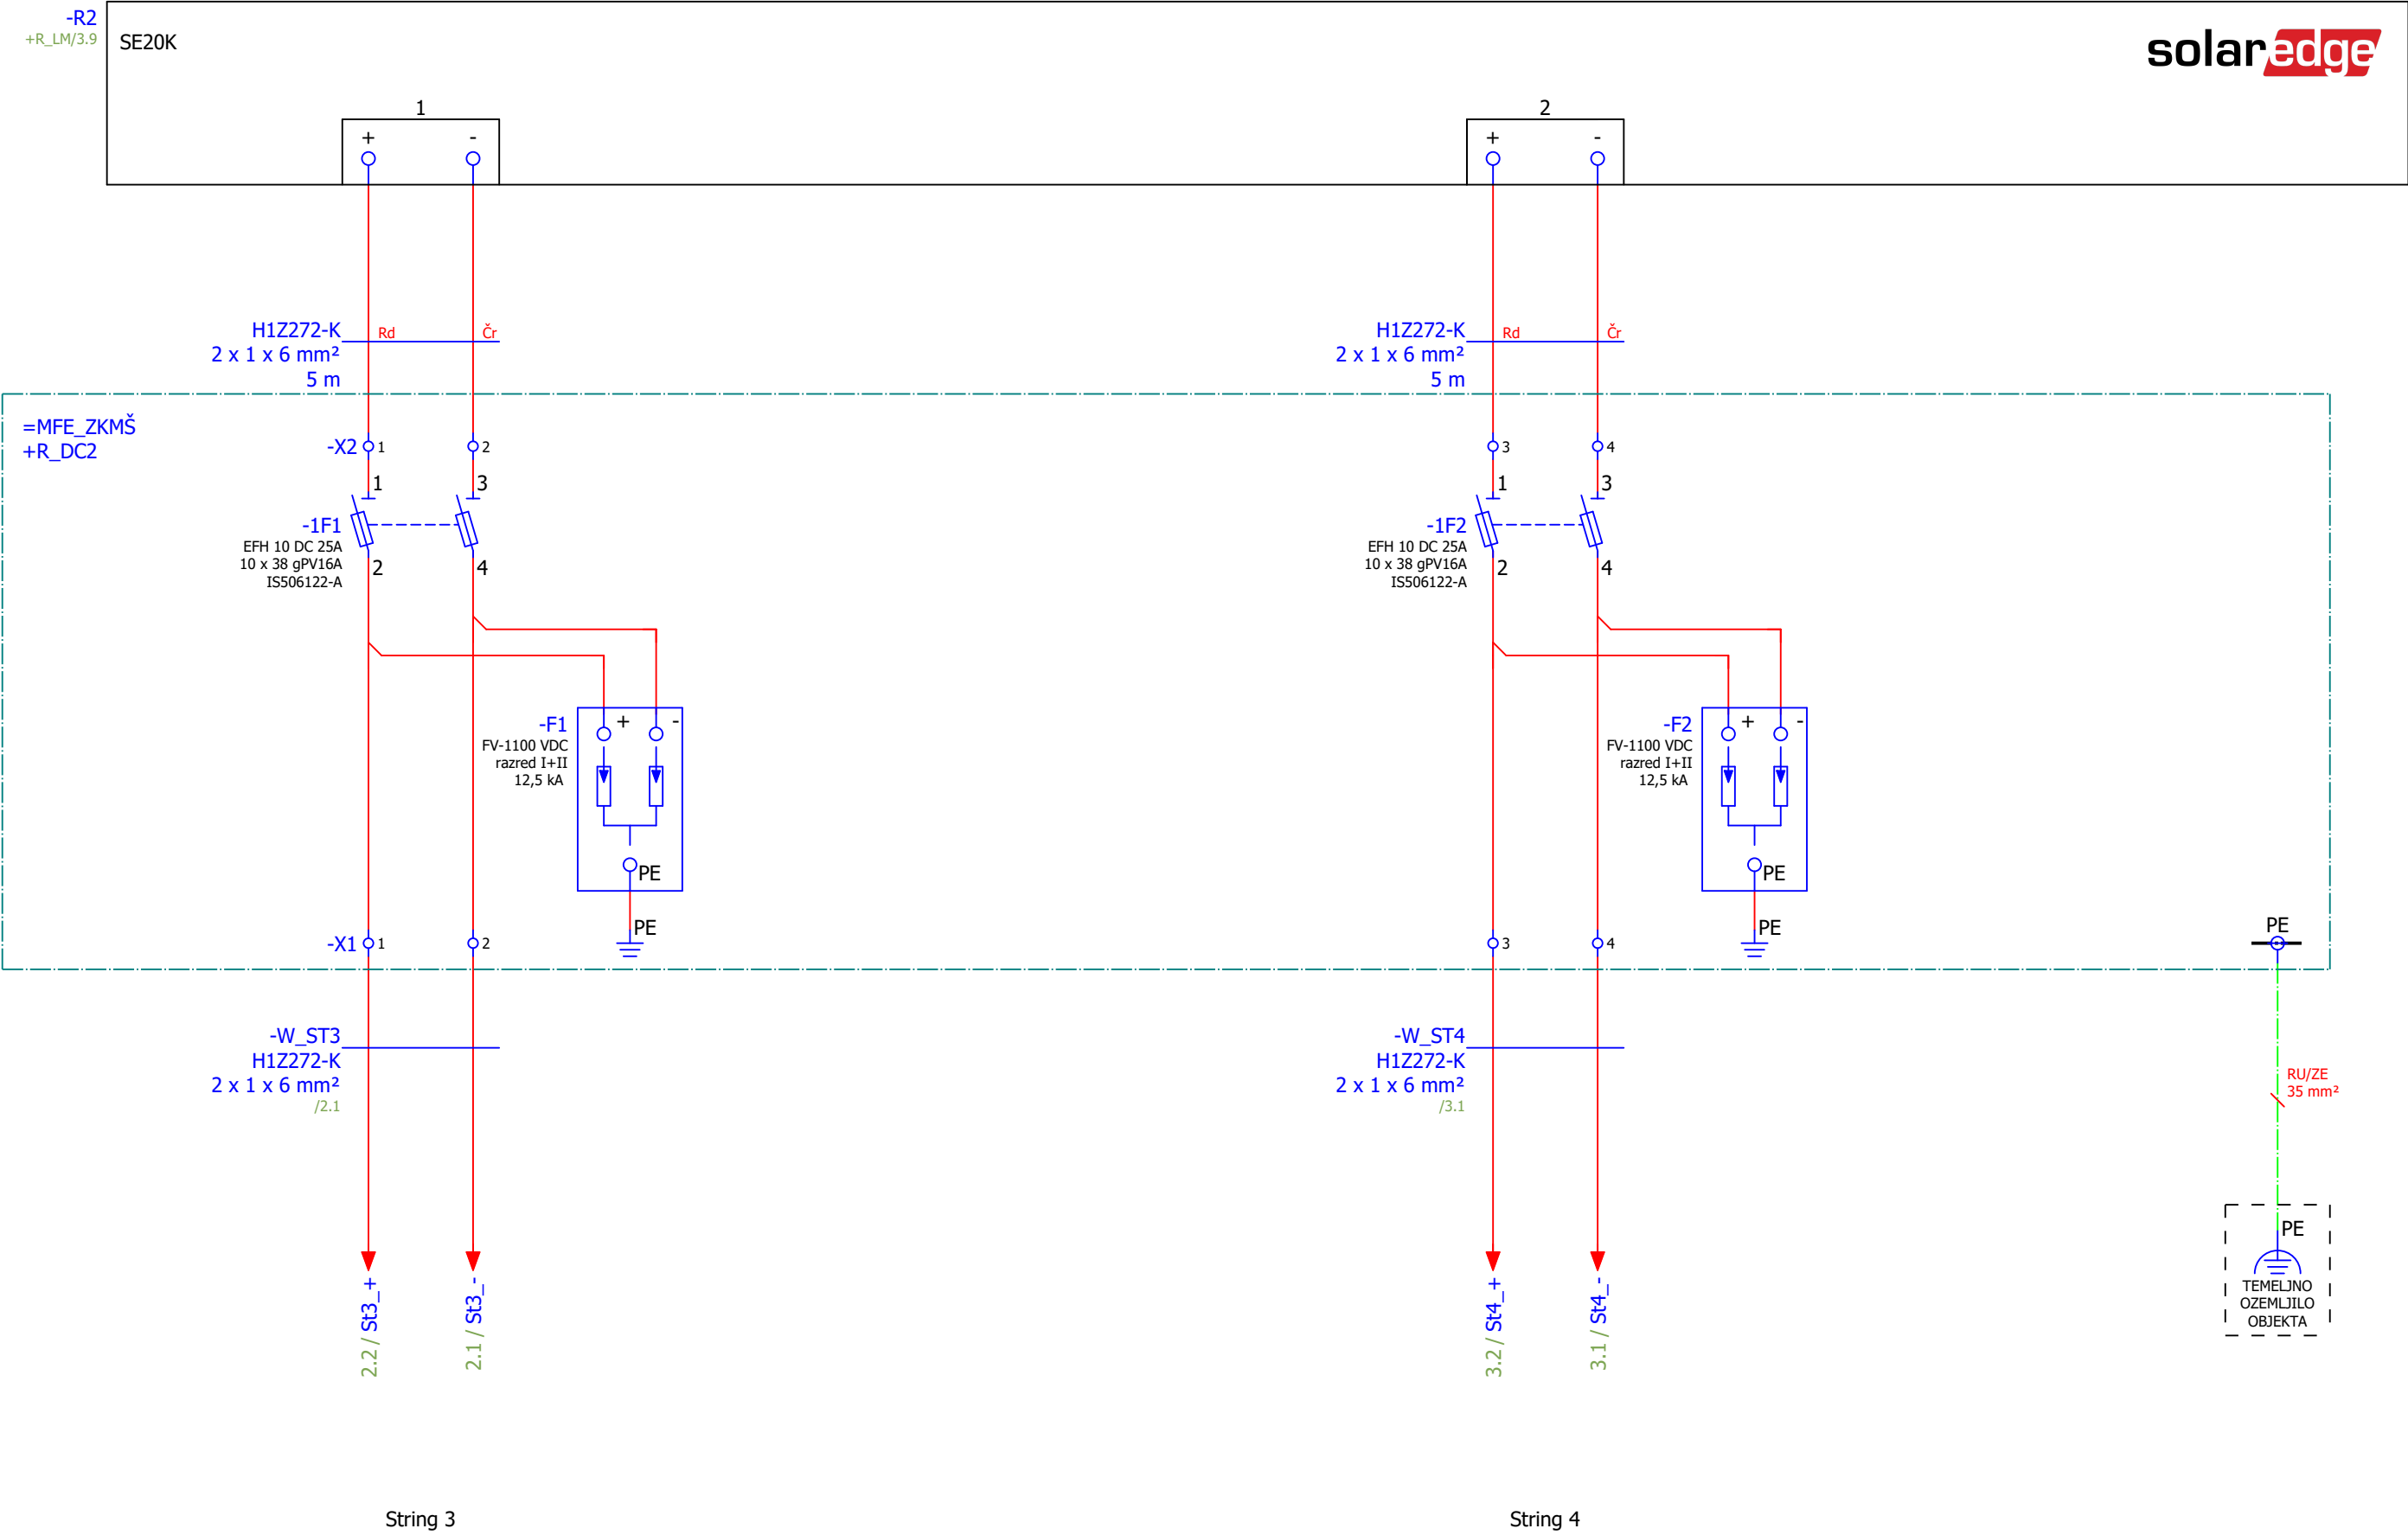 -R2
+R_LM/3.9
SE20K
solaredge
1
+ -
2
+ -
H1Z272-K
2 x 1 x 6 mm²
5 m
Rd Čr
H1Z272-K
2 x 1 x 6 mm²
5 m
Rd Čr
=MFE_ZKMŠ
+R_DC2
-X2 1 2
3 4
1 3
-1F1
EFH 10 DC 25A
10 x 38 gPV16A
IS506122-A
2 4
1 3
-1F2
EFH 10 DC 25A
10 x 38 gPV16A
IS506122-A
2 4
-F1
FV-1100 VDC
razred I+II
12,5 kA
+ -
PE
PE
-F2
FV-1100 VDC
razred I+II
12,5 kA
+ -
PE
PE
-X1 1 2
3 4
PE
-W_ST3
H1Z272-K
2 x 1 x 6 mm²
/2.1
-W_ST4
H1Z272-K
2 x 1 x 6 mm²
/3.1
RU/ZE
35 mm²
2.2 / St3_+
2.1 / St3_-
3.2 / St4_+
3.1 / St4_-
PE
TEMELJNO
OZEMLJILO
OBJEKTA
String 3
String 4